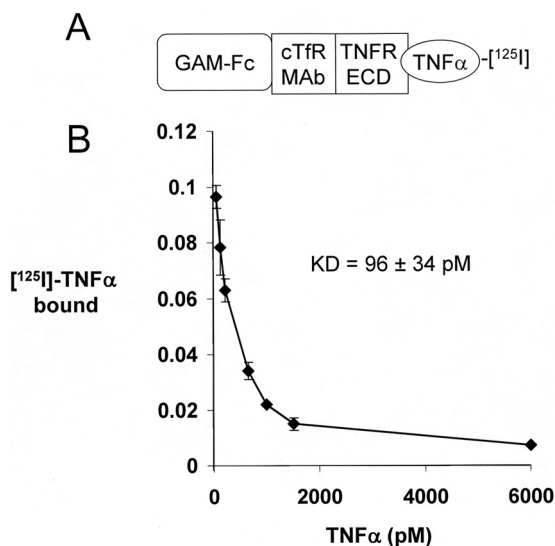 A
GAM-Fc
cTfR
MAb
TNFR
ECD
TNFα
-[¹²⁵I]
B
0.12
0.1
0.08
0.06
0.04
0.02
0
[¹²⁵I]-TNFα
bound
KD = 96 ± 34 pM
0
2000
4000
6000
TNFα (pM)